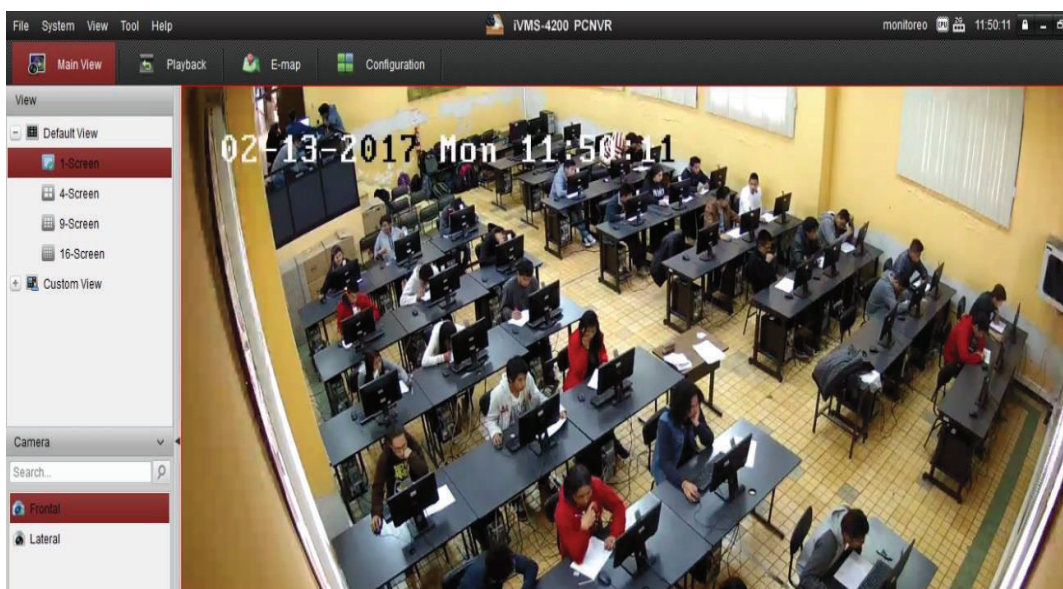 File System View Tool Help iVMS-4200 PCNVR monitoreo CPU 11:50:11
Main View Playback E-map Configuration
View
Default View
1-Screen
4-Screen
9-Screen
16-Screen
Custom View
02-13-2017 Mon 11:50:11
Camera
Search...
Frontal
Lateral